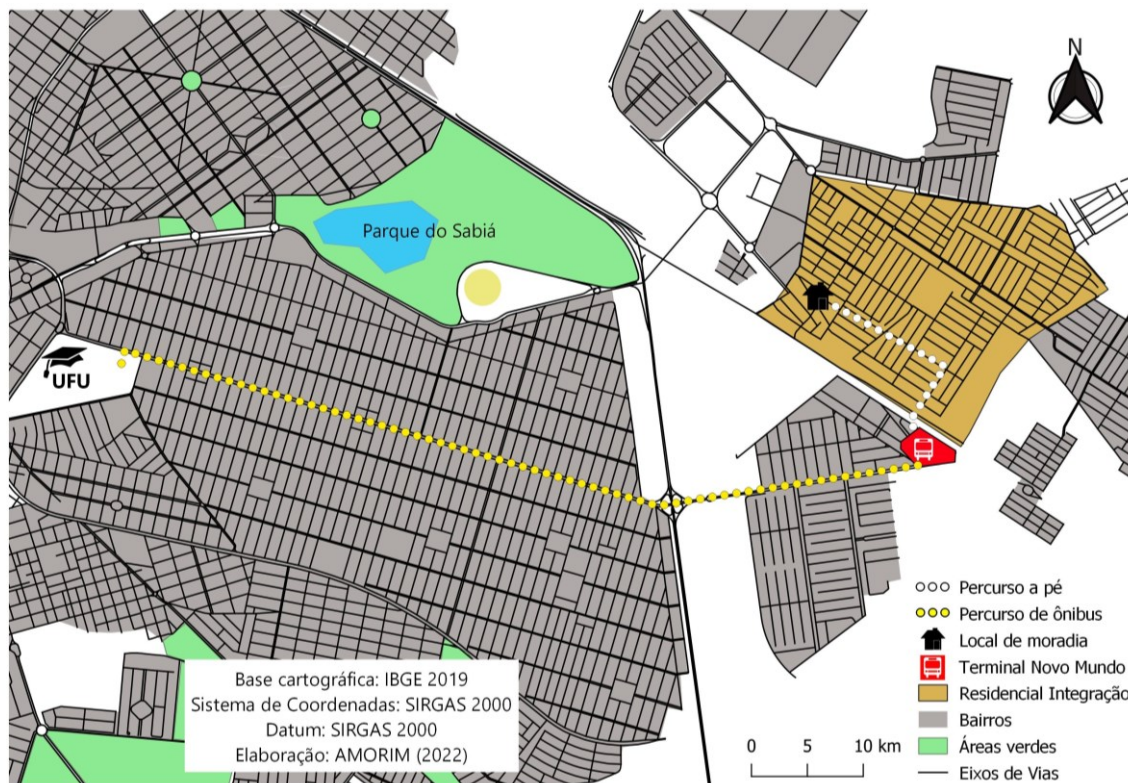 N
Parque do Sabiá
UFU
Percurso a pé
Percurso de ônibus
Local de moradia
Terminal Novo Mundo
Residencial Integração
Bairros
Áreas verdes
Eixos de Vias
Base cartográfica: IBGE 2019
Sistema de Coordenadas: SIRGAS 2000
Datum: SIRGAS 2000
Elaboração: AMORIM (2022)
0 5 10 km